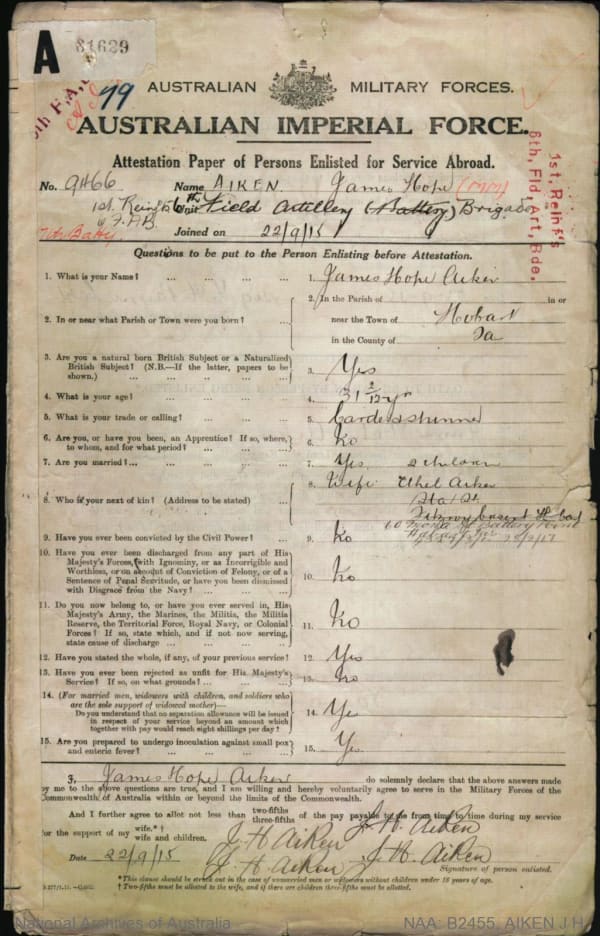 A 31629
79
AUSTRALIAN MILITARY FORCES.
AUSTRALIAN IMPERIAL FORCE.
Attestation Paper of Persons Enlisted for Service Abroad.
No. 9466 Name AIKEN. James Hope
1st. Reinfts 6th Unit Field Artillery (Battery) Brigade
F.A.B.
Joined on 22/9/15
1st, Reinf's
6th, Fld Art, Bde.
Questions to be put to the Person Enlisting before Attestation.
1. What is your Name? ... ... ... ... 1. James Hope Aiken
2. In or near what Parish or Town were you born? ... 2. In the Parish of in or
near the Town of Hobart
in the County of Ta
3. Are you a natural born British Subject or a Naturalized
British Subject? (N.B.—If the latter, papers to be
shown.) ... ... ... ... 3. Yes
4. What is your age? ... ... ... ... 4. 31 2/12 yrs
5. What is your trade or calling? ... ... ... 5.
6. Are you, or have you been, an Apprentice? If so, where,
to whom, and for what period? ... ... ... 6. No
7. Are you married? ... ... ... ... 7. Yes, 2 children
8. Who is your next of kin? (Address to be stated) ... 8. Wife Ethel Aiken
Battery Point
9. Have you ever been convicted by the Civil Power? ... 9. No
10. Have you ever been discharged from any part of His
Majesty's Forces, with Ignominy, or as Incorrigible and
Worthless, or on account of Conviction of Felony, or of a
Sentence of Penal Servitude, or have you been dismissed
with Disgrace from the Navy? ... ... ... 10. No
11. Do you now belong to, or have you ever served in, His
Majesty's Army, the Marines, the Militia, the Militia
Reserve, the Territorial Force, Royal Navy, or Colonial
Forces? If so, state which, and if not now serving,
state cause of discharge ... ... ... 11. No
12. Have you stated the whole, if any, of your previous service? 12. Yes
13. Have you ever been rejected as unfit for His Majesty's
Service? If so, on what grounds? ... ... ... 13. No
14. (For married men, widowers with children, and soldiers who
are the sole support of widowed mother)—
Do you understand that no separation allowance will be issued
in respect of your service beyond an amount which
together with pay would reach eight shillings per day? 14. Yes
15. Are you prepared to undergo inoculation against small pox
and enteric fever? ... ... ... ... 15. Yes
I, James Hope Aiken do solemnly declare that the above answers made
by me to the above questions are true, and I am willing and hereby voluntarily agree to serve in the Military Forces of the
Commonwealth of Australia within or beyond the limits of the Commonwealth.
And I further agree to allot not less than two-fifths three-fifths of the pay payable to me from time to time during my service
for the support of my wife.*† wife and children.
J. H. Aiken J. H. Aiken
Date 22/9/15 J. H. Aiken J. H. Aiken
Signature of person enlisted.
*This clause should be struck out in the case of unmarried men or widowers without children under 18 years of age.
† Two-fifths must be allotted to the wife, and if there are children three-fifths must be allotted.
National Archives of Australia NAA: B2455, AIKEN J H